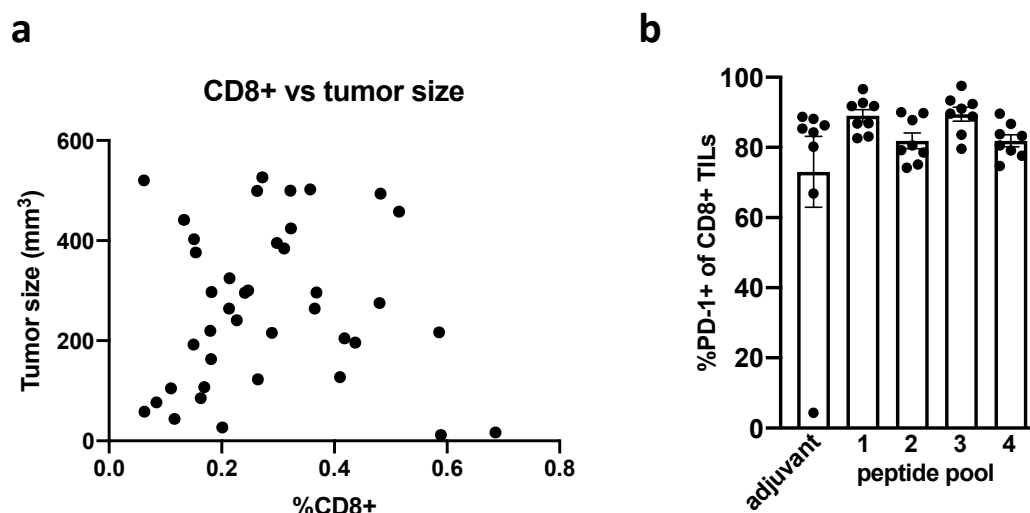 a
CD8+ vs tumor size
600
400
200
0
Tumor size (mm³)
0.0 0.2 0.4 0.6 0.8
%CD8+
b
100
80
60
40
20
0
%PD-1+ of CD8+ TILs
adjuvant 1 2 3 4
peptide pool